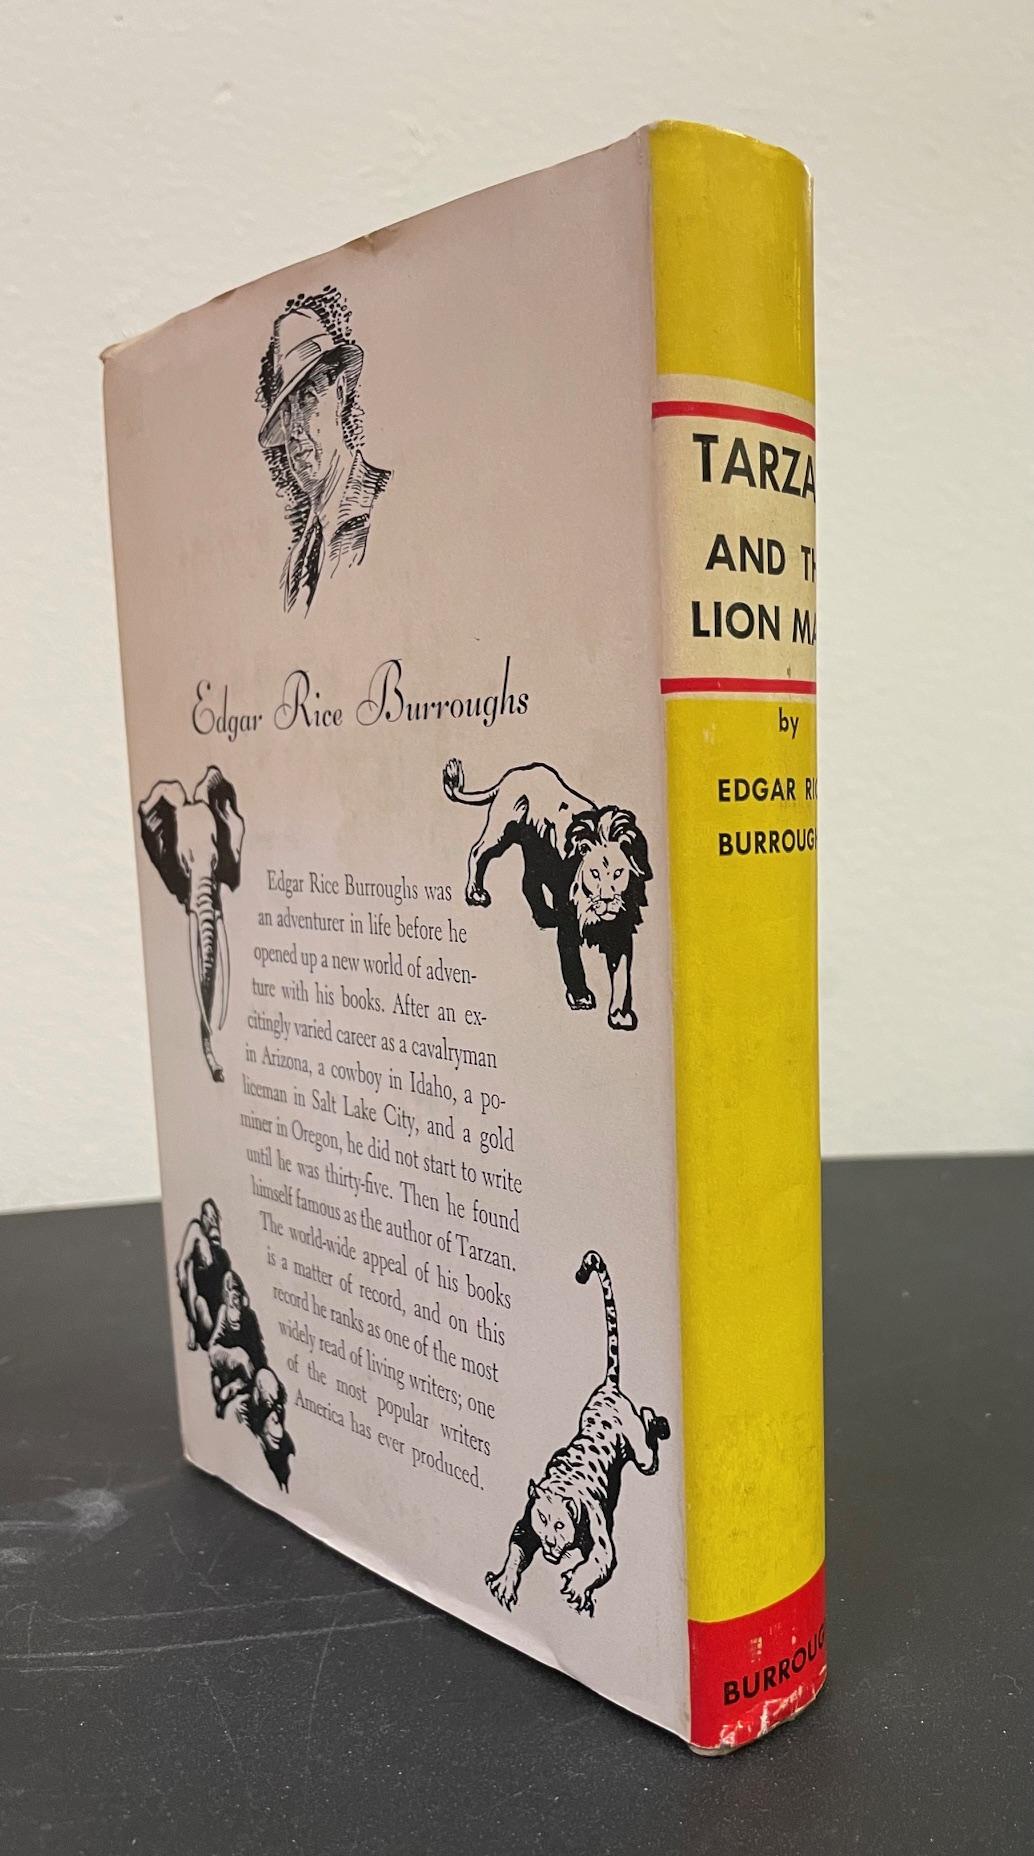 Edgar Rice Burroughs
Edgar Rice Burroughs was
an adventurer in life before he
opened up a new world of adven-
ture with his books. After an ex-
citingly varied career as a cavalryman
in Arizona, a cowboy in Idaho, a po-
liceman in Salt Lake City, and a gold
miner in Oregon, he did not start to write
until he was thirty-five. Then he found
himself famous as the author of Tarzan.
The world-wide appeal of his books
is a matter of record, and on this
record he ranks as one of the most
widely read of living writers; one
of the most popular writers
America has ever produced.
TARZA
AND TH
LION MA
by
EDGAR RIC
BURROUGH
BURROUG